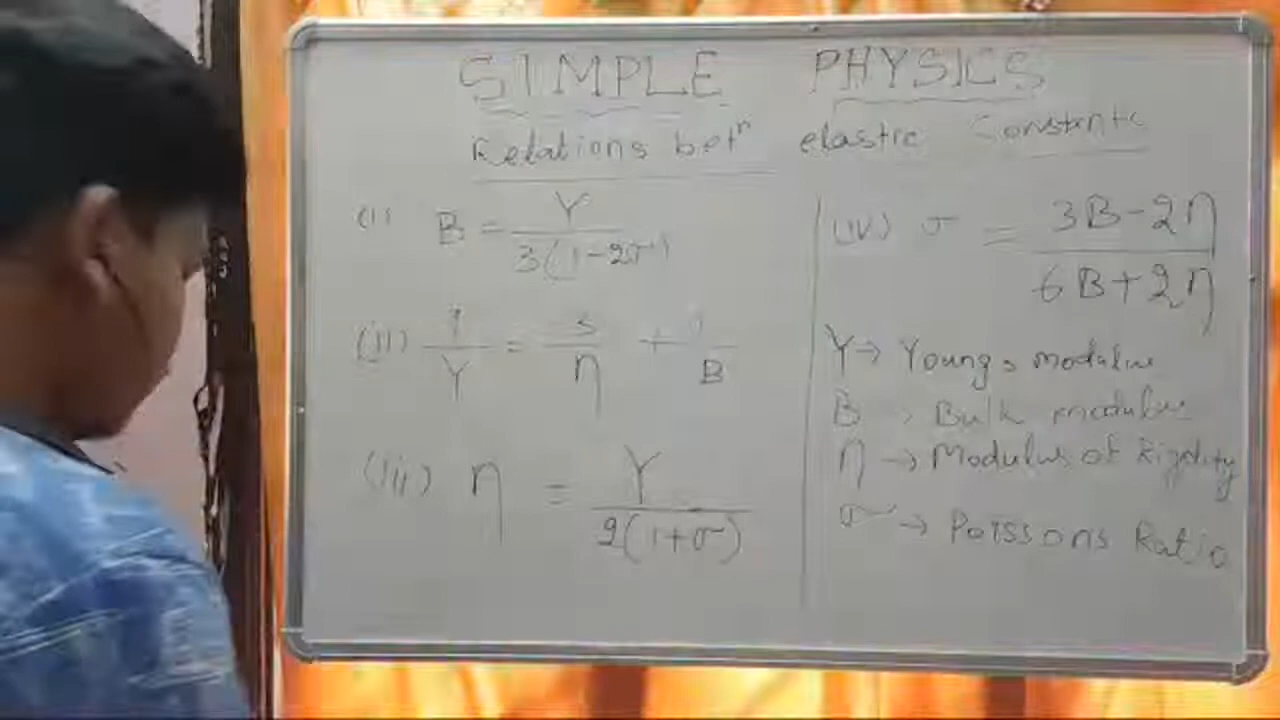 SIMPLE PHYSICS
Relations betⁿ elastic Constants
(i) B = Y / 3(1-2σ)
(ii) 1/Y = 3/η + 1/B
(iii) η = Y / 2(1+σ)
(iv) σ = 3B-2η / 6B+2η
Y → Youngs modulus
B → Bulk modulus
η → Modulus of Rigidity
σ → Poissons Ratio